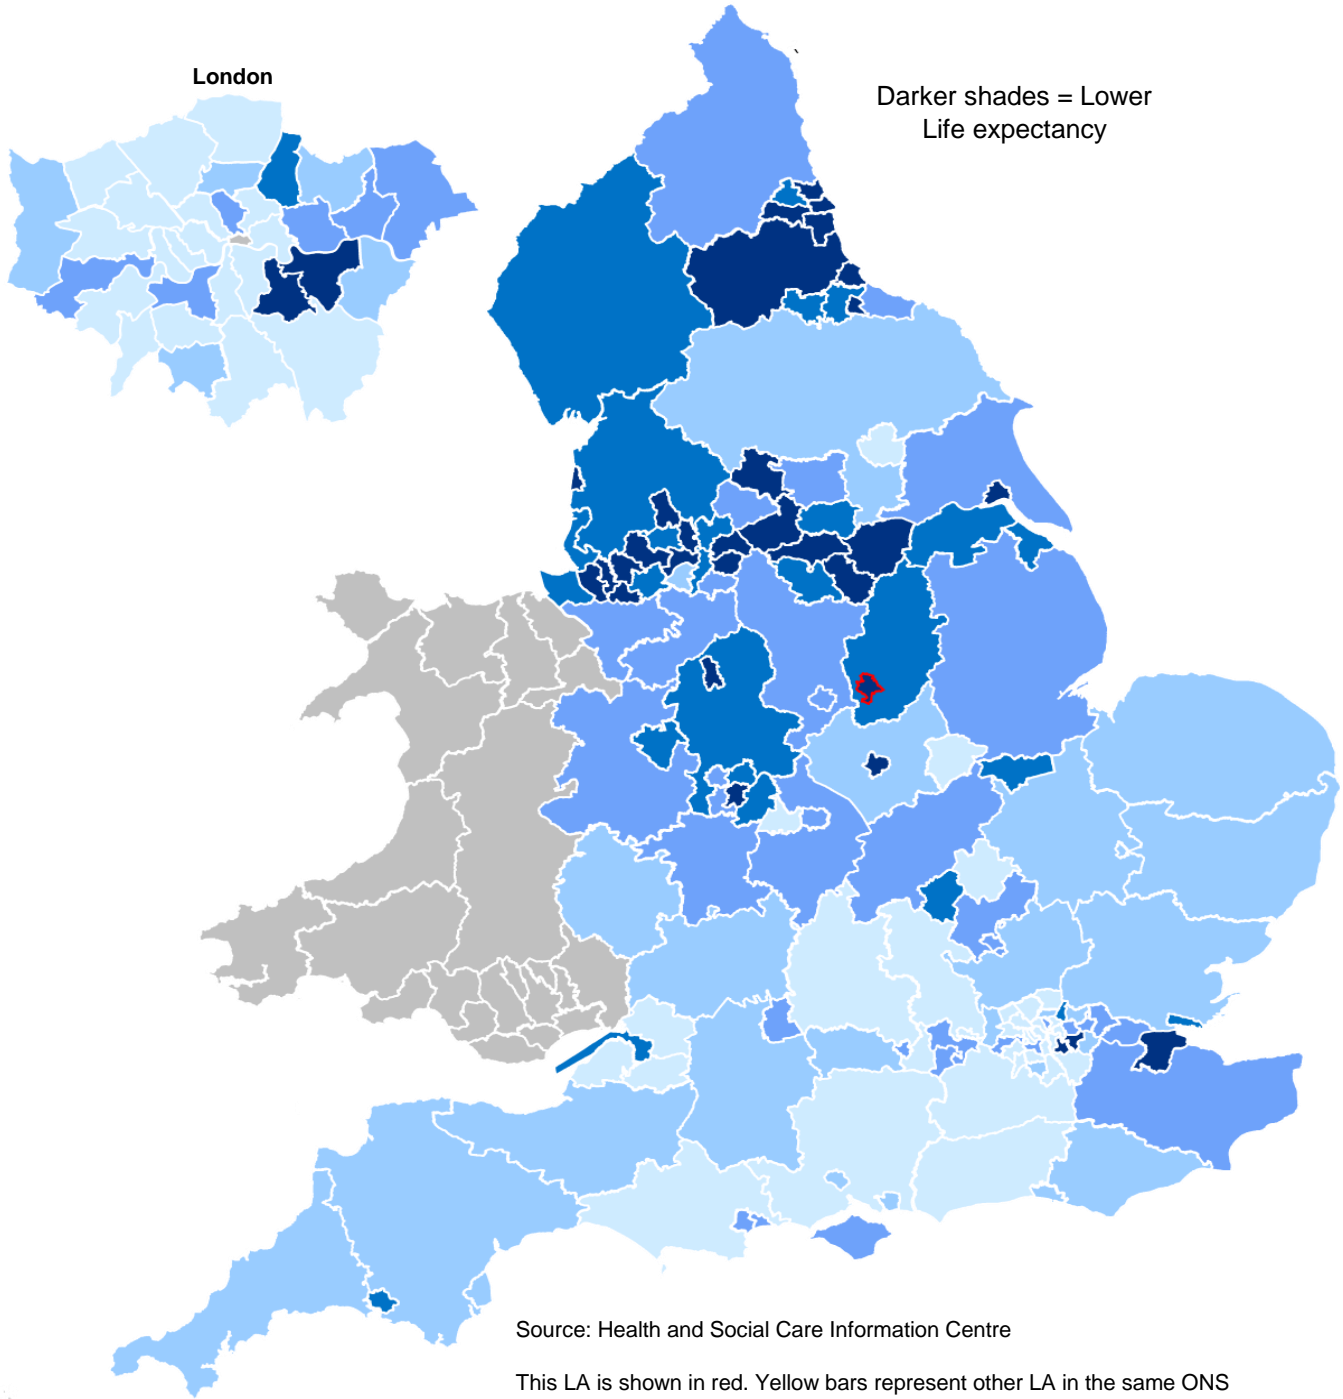 London
Darker shades = Lower
Life expectancy
Source: Health and Social Care Information Centre
This LA is shown in red. Yellow bars represent other LA in the same ONS